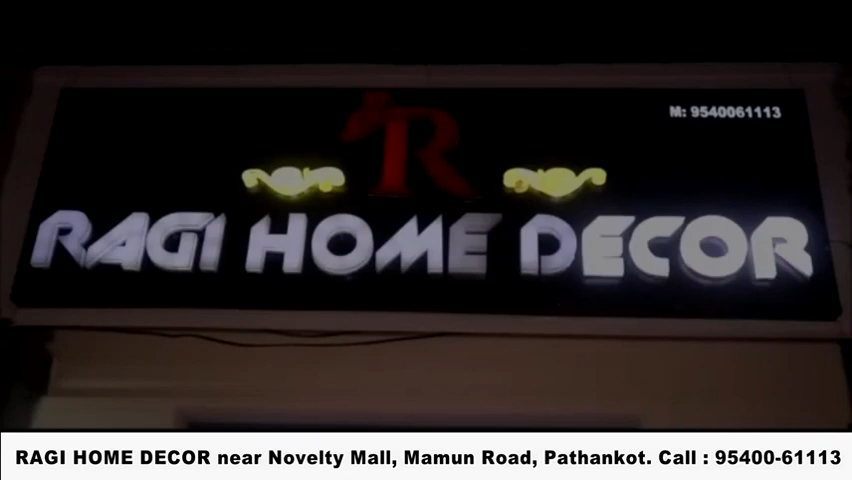 R
M: 9540061113
RAGI HOME DECOR
RAGI HOME DECOR near Novelty Mall, Mamun Road, Pathankot. Call : 95400-61113